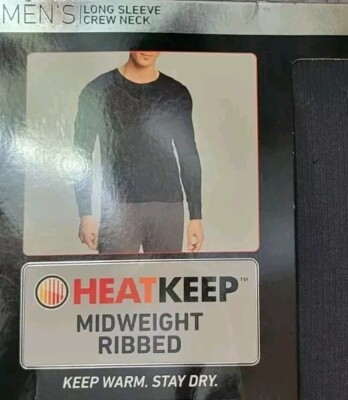 MEN'S | LONG SLEEVE
CREW NECK
HEATKEEP™
MIDWEIGHT
RIBBED
KEEP WARM. STAY DRY.